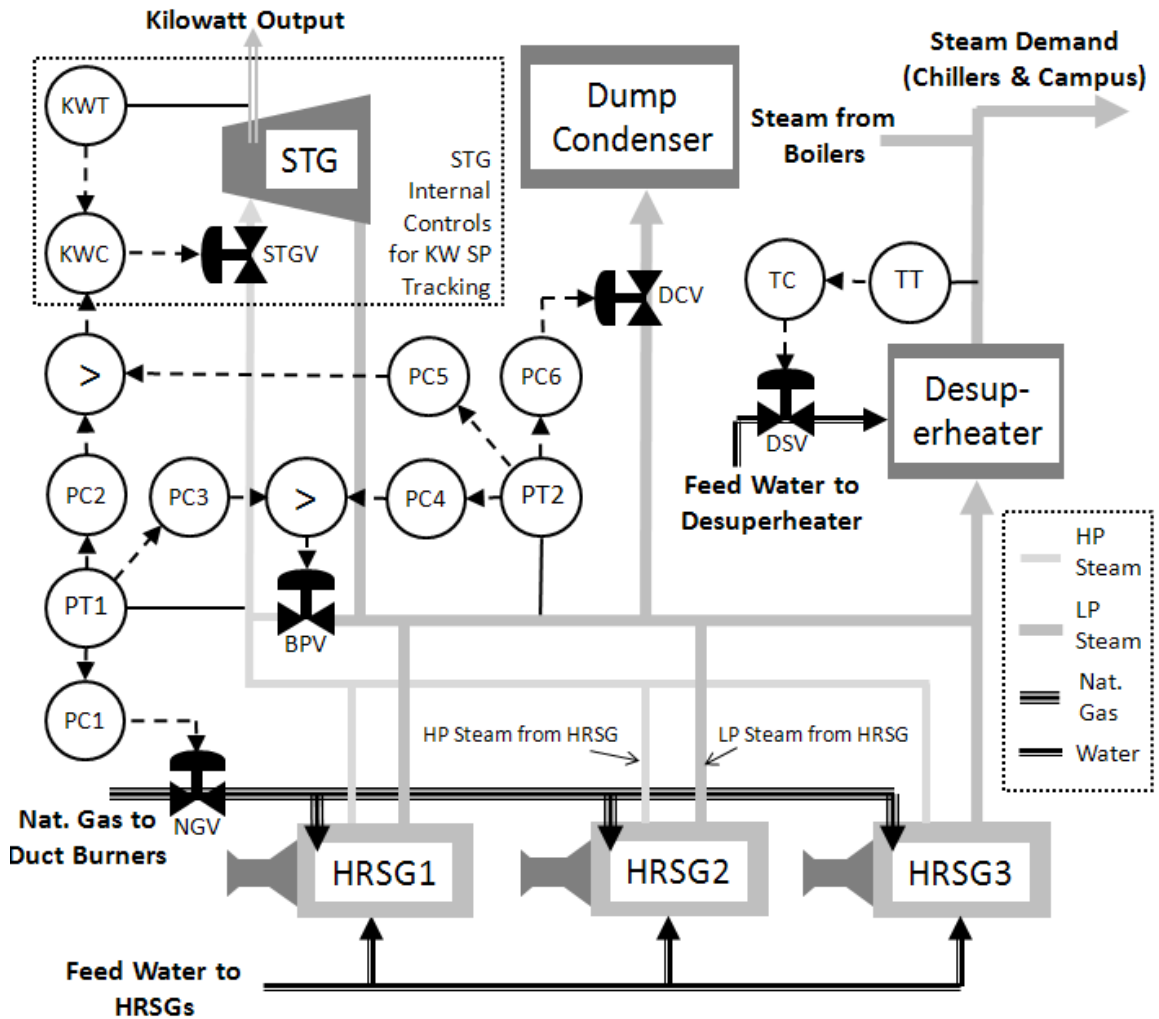 Kilowatt Output
Steam Demand
(Chillers & Campus)
KWT
STG
Dump
Condenser
Steam from
Boilers
STG
Internal
Controls
for KW SP
Tracking
KWC
STGV
DCV
TC
TT
>
PC5
PC6
Desup-
erheater
DSV
PC2
PC3
>
PC4
PT2
Feed Water to
Desuperheater
HP
Steam
LP
Steam
Nat.
Gas
Water
PT1
BPV
PC1
HP Steam from HRSG
LP Steam from HRSG
Nat. Gas to
Duct Burners
NGV
HRSG1
HRSG2
HRSG3
Feed Water to
HRSGs